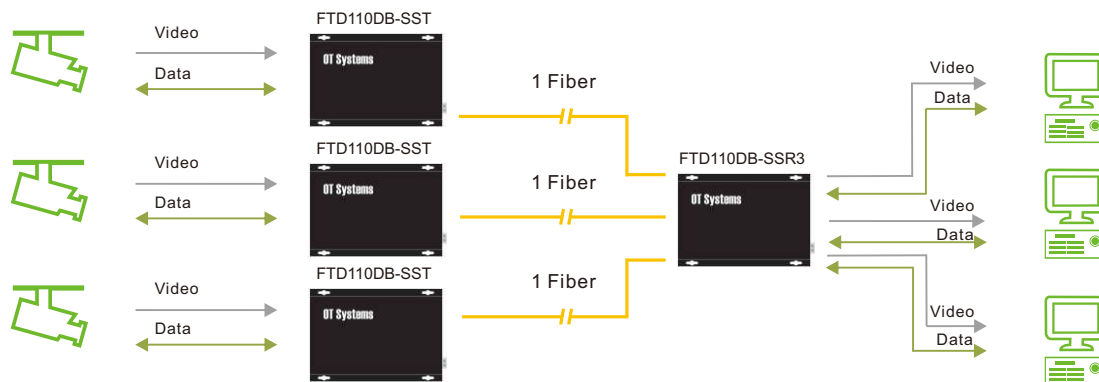 FTD110DB-SST
Video
Data
OT Systems
1 Fiber
Video
Data
FTD110DB-SST
Video
Data
OT Systems
1 Fiber
FTD110DB-SSR3
OT Systems
Video
Data
FTD110DB-SST
Video
Data
OT Systems
1 Fiber
Video
Data